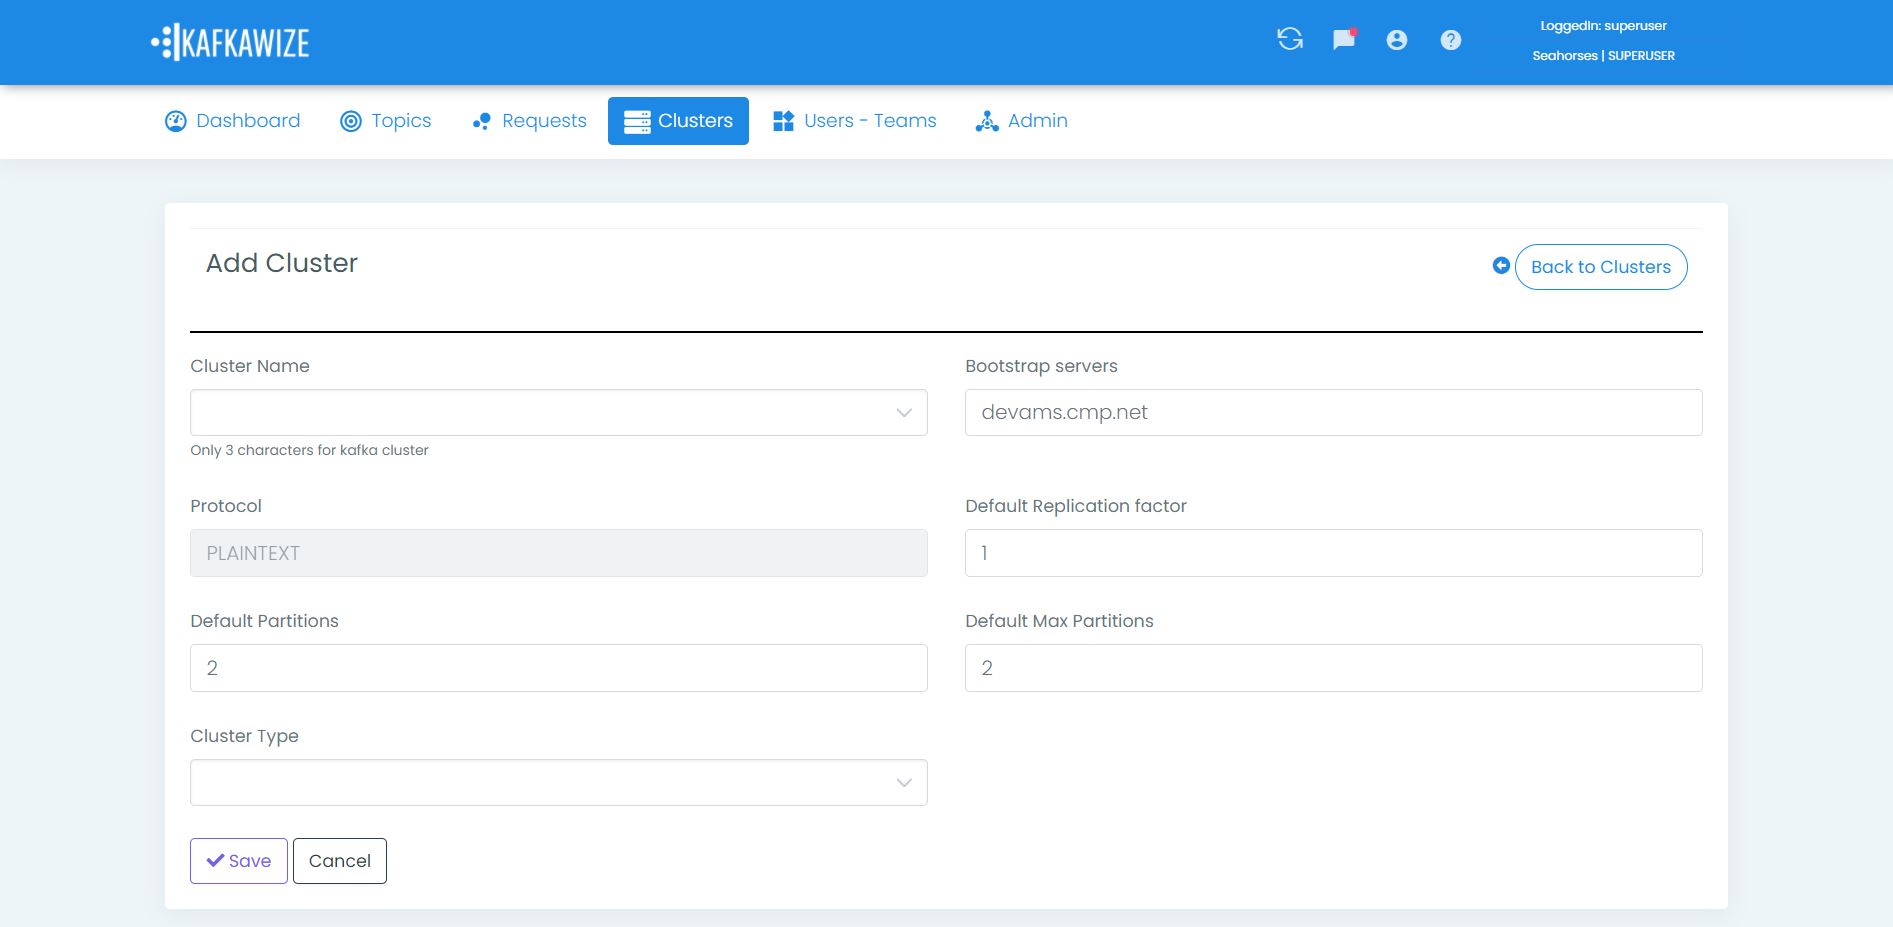 KAFKAWIZE
LoggedIn: superuser
Seahorses | SUPERUSER
Dashboard
Topics
Requests
Clusters
Users - Teams
Admin
Add Cluster
Back to Clusters
Cluster Name
Bootstrap servers
devams.cmp.net
Only 3 characters for kafka cluster
Protocol
Default Replication factor
PLAINTEXT
1
Default Partitions
Default Max Partitions
2
2
Cluster Type
Save
Cancel